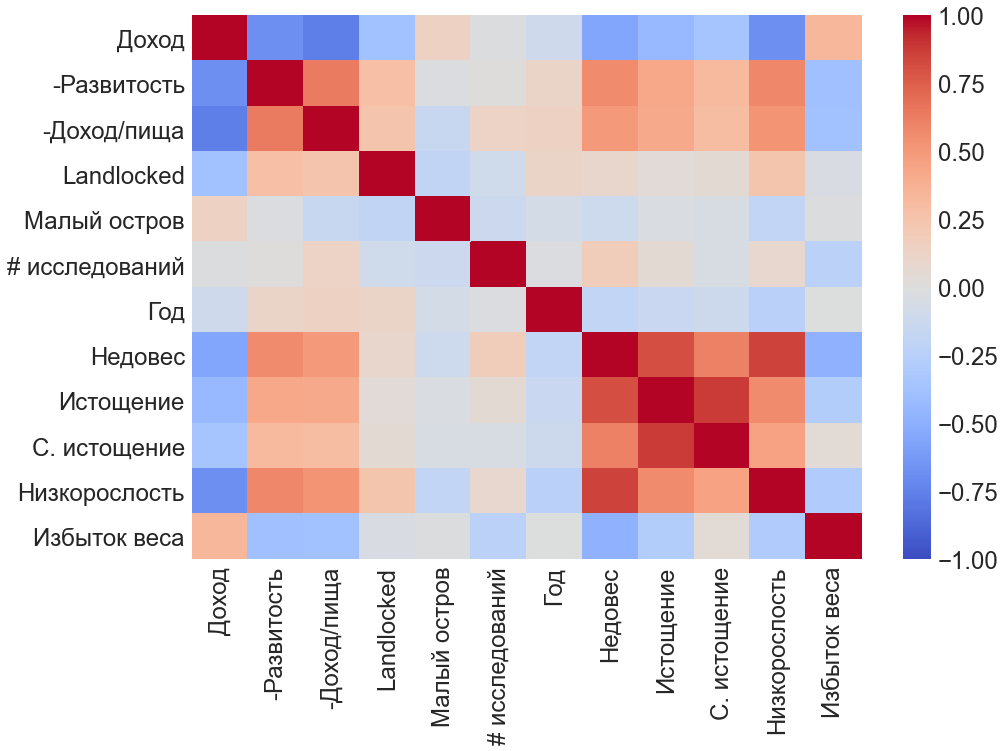 Доход
-Развитость
-Доход/пища
Landlocked
Малый остров
# исследований
Год
Недовес
Истощение
С. истощение
Низкорослость
Избыток веса
Доход
-Развитость
-Доход/пища
Landlocked
Малый остров
# исследований
Год
Недовес
Истощение
С. истощение
Низкорослость
Избыток веса
1.00
0.75
0.50
0.25
0.00
−0.25
−0.50
−0.75
−1.00